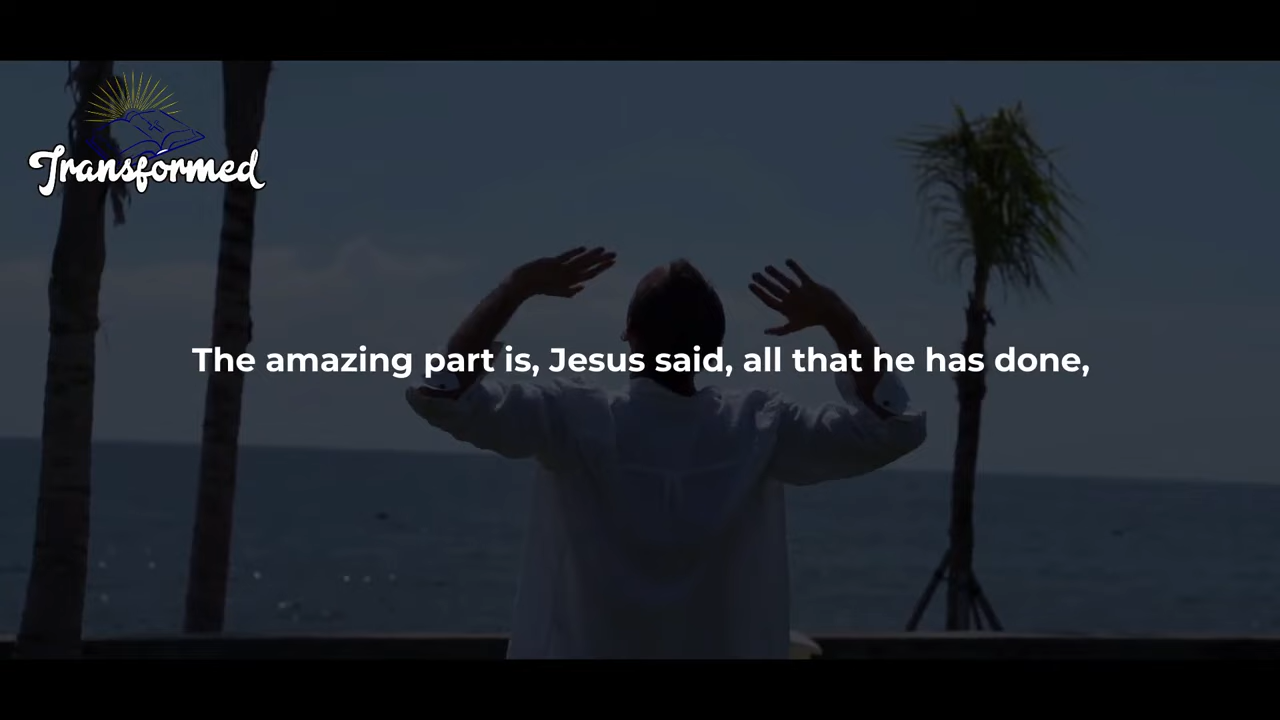 Transformed
The amazing part is, Jesus said, all that he has done,